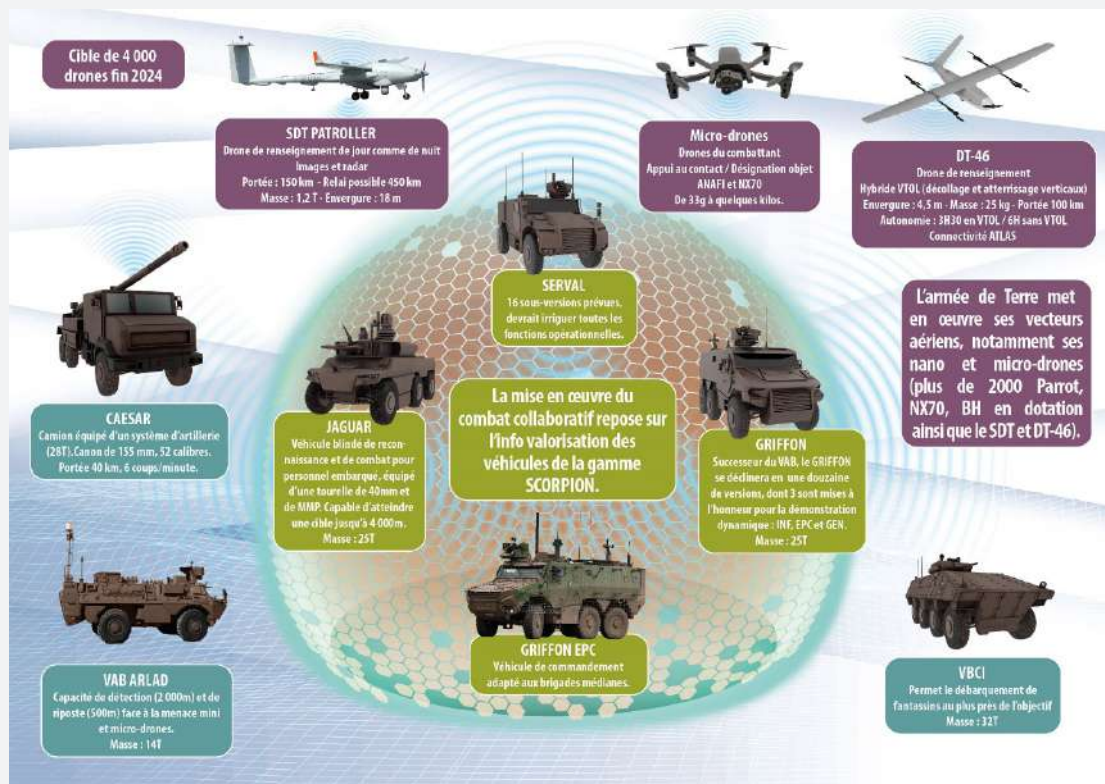 Cible de 4 000
drones fin 2024
SDT PATROLLER
Drone de renseignement de jour comme de nuit
Images et radar
Portée : 150 km - Relai possible 450 km
Masse : 1,2 T - Envergure : 18 m
Micro-drones
Drones du combattant
Appui au contact / Désignation objet
ANAFI et NX70
De 33g à quelques kilos.
DT-46
Drone de renseignement
Hybride VTOL (décollage et atterrissage verticaux)
Envergure : 4,5 m - Masse : 25 kg - Portée 100 km
Autonomie : 3H30 en VTOL / 6H sans VTOL
Connectivité ATLAS
SERVAL
16 sous-versions prévues,
devrait irriguer toutes les
fonctions opérationnelles.
L'armée de Terre met
en œuvre ses vecteurs
aériens, notamment ses
nano et micro-drones
(plus de 2000 Parrot,
NX70, BH en dotation
ainsi que le SDT et DT-46).
CAESAR
Camion équipé d'un système d'artillerie
(28T).Canon de 155 mm, 52 calibres.
Portée 40 km, 6 coups/minute.
JAGUAR
Véhicule blindé de recon-
naissance et de combat pour
personnel embarqué, équipé
d'une tourelle de 40mm et
de MMP. Capable d'atteindre
une cible jusqu'à 4 000m.
Masse : 25T
La mise en œuvre du
combat collaboratif repose sur
l'info valorisation des
véhicules de la gamme
SCORPION.
GRIFFON
Successeur du VAB, le GRIFFON
se déclinera en une douzaine
de versions, dont 3 sont mises à
l'honneur pour la démonstration
dynamique : INF, EPC et GEN.
Masse : 25T
VAB ARLAD
Capacité de détection (2 000m) et de
riposte (500m) face à la menace mini
et micro-drones.
Masse : 14T
GRIFFON EPC
Véhicule de commandement
adapté aux brigades médianes.
VBCI
Permet le débarquement de
fantassins au plus près de l'objectif
Masse : 32T